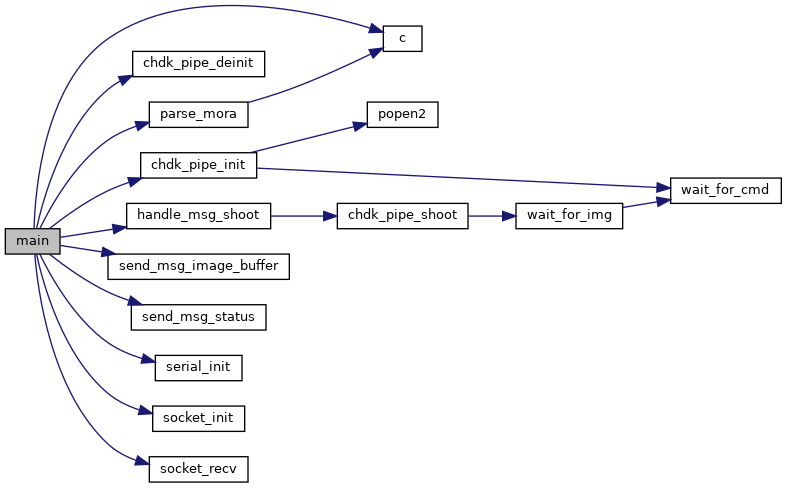 main
c
chdk_pipe_deinit
parse_mora
chdk_pipe_init
popen2
handle_msg_shoot
chdk_pipe_shoot
wait_for_img
wait_for_cmd
send_msg_image_buffer
send_msg_status
serial_init
socket_init
socket_recv